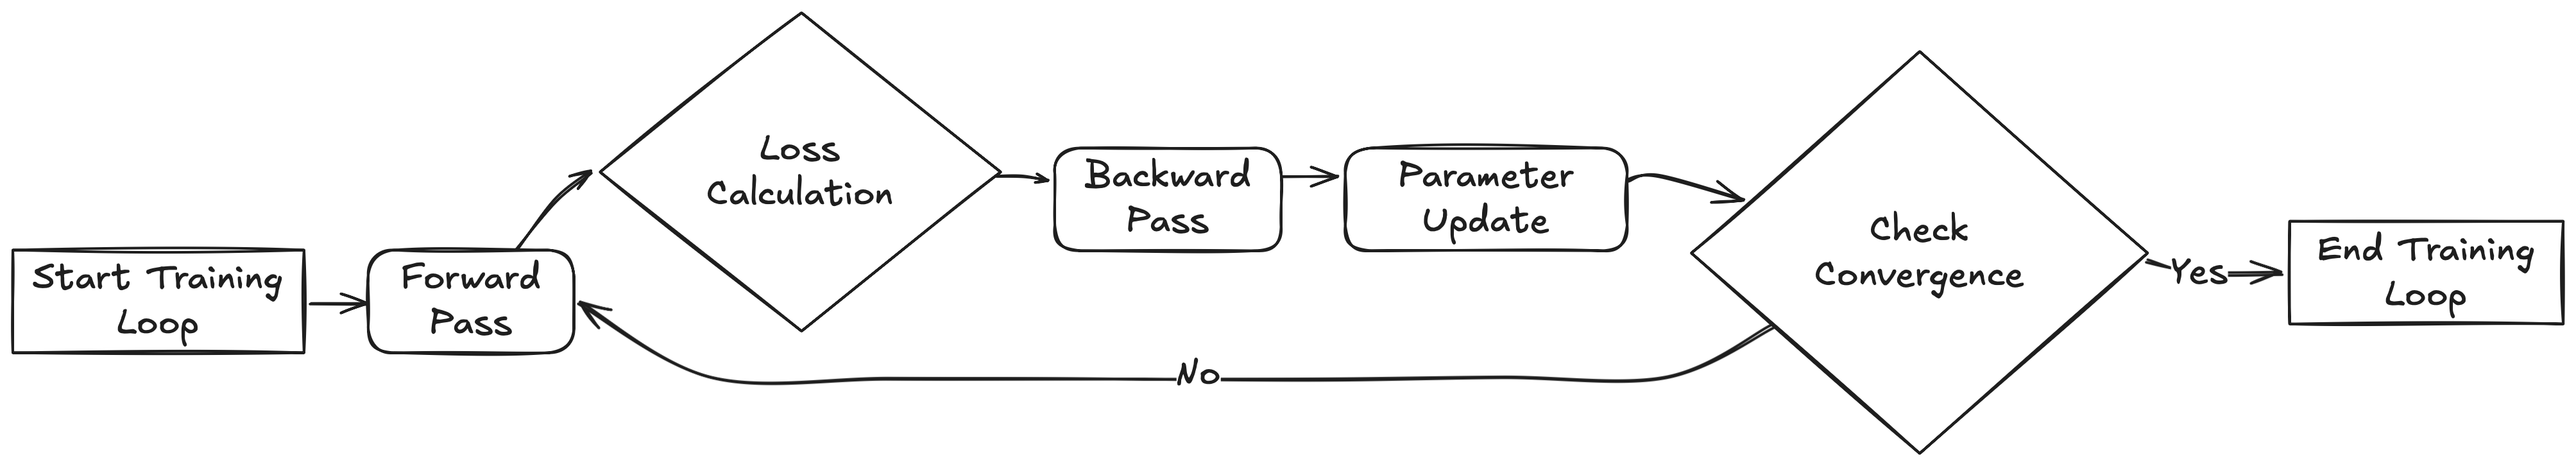 Start Training
Loop
Forward
Pass
Loss
Calculation
Backward
Pass
Parameter
Update
Check
Convergence
Yes
End Training
Loop
No